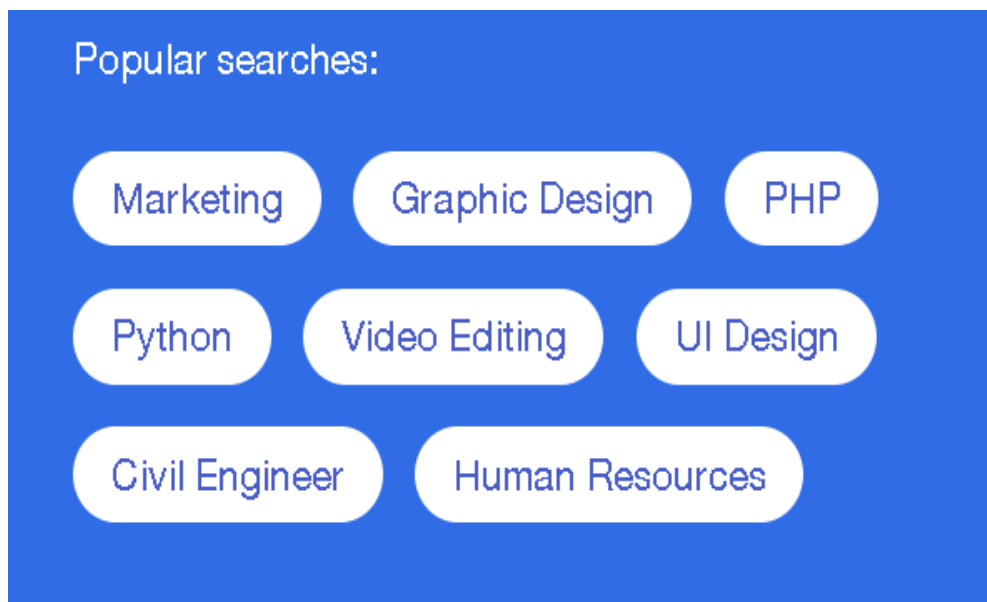 Popular searches:
Marketing Graphic Design PHP
Python Video Editing UI Design
Civil Engineer Human Resources